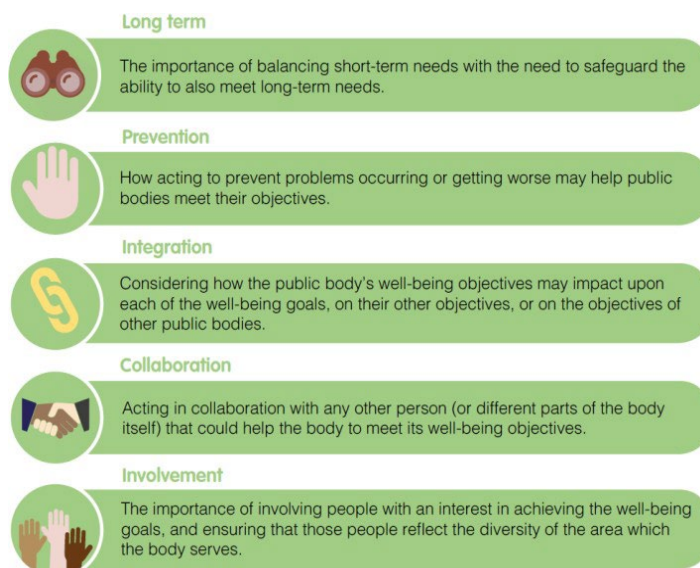 Long term
The importance of balancing short-term needs with the need to safeguard the
ability to also meet long-term needs.
Prevention
How acting to prevent problems occurring or getting worse may help public
bodies meet their objectives.
Integration
Considering how the public body's well-being objectives may impact upon
each of the well-being goals, on their other objectives, or on the objectives of
other public bodies.
Collaboration
Acting in collaboration with any other person (or different parts of the body
itself) that could help the body to meet its well-being objectives.
Involvement
The importance of involving people with an interest in achieving the well-being
goals, and ensuring that those people reflect the diversity of the area which
the body serves.